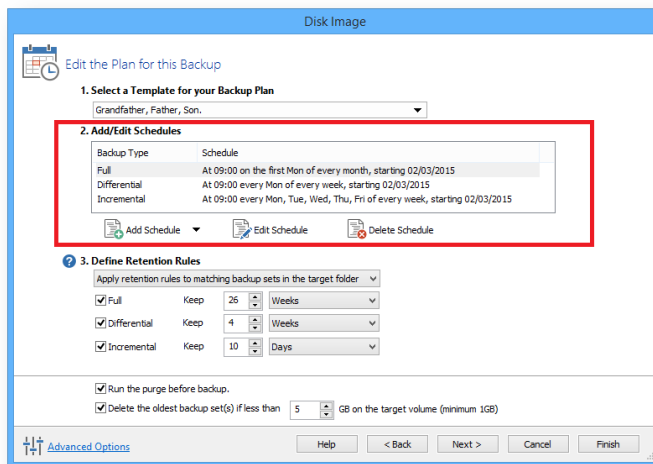 Disk Image
Edit the Plan for this Backup
1. Select a Template for your Backup Plan
Grandfather, Father, Son.
2. Add/Edit Schedules
Backup Type Schedule
Full At 09:00 on the first Mon of every month, starting 02/03/2015
Differential At 09:00 every Mon of every week, starting 02/03/2015
Incremental At 09:00 every Mon, Tue, Wed, Thu, Fri of every week, starting 02/03/2015
Add Schedule Edit Schedule Delete Schedule
? 3. Define Retention Rules
Apply retention rules to matching backup sets in the target folder
Full Keep 26 Weeks
Differential Keep 4 Weeks
Incremental Keep 10 Days
Run the purge before backup.
Delete the oldest backup set(s) if less than 5 GB on the target volume (minimum 1GB)
Advanced Options Help < Back Next > Cancel Finish